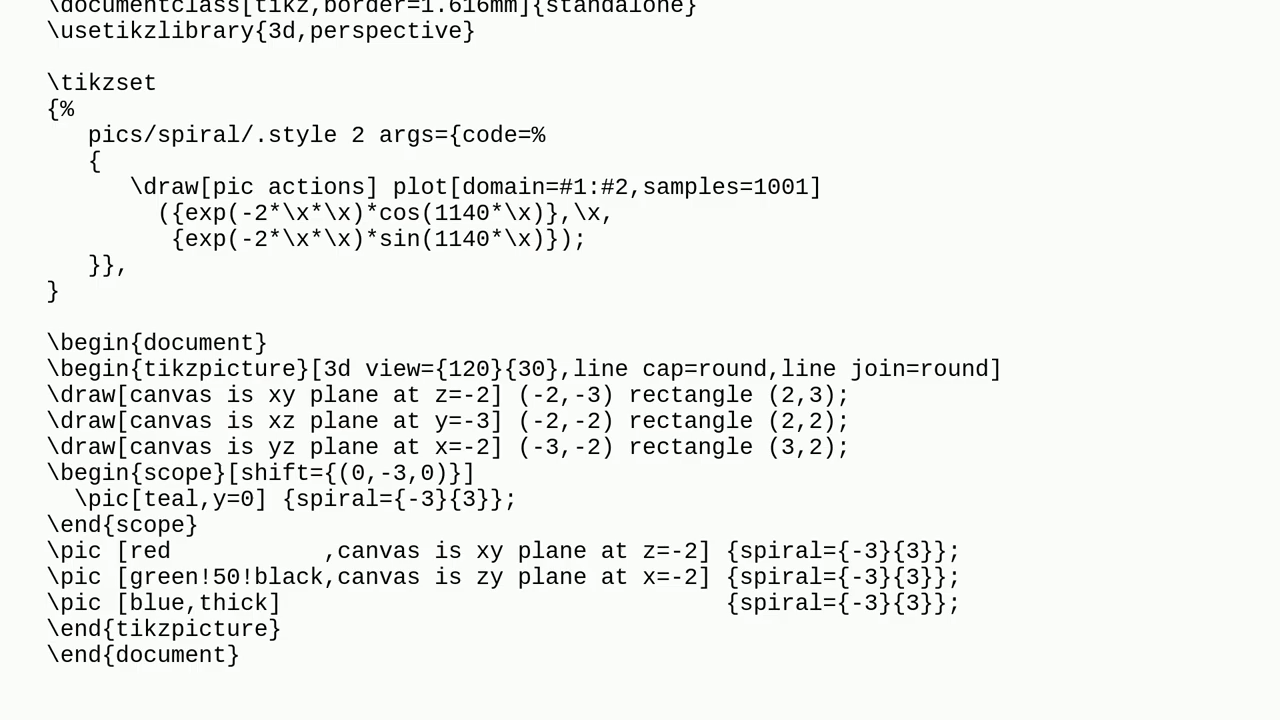 \documentclass[tikz,border=1.616mm]{standalone}
\usetikzlibrary{3d,perspective}
\tikzset
{%
   pics/spiral/.style 2 args={code=%
   {
      \draw[pic actions] plot[domain=#1:#2,samples=1001]
        ({exp(-2*\x*\x)*cos(1140*\x)},\x,
         {exp(-2*\x*\x)*sin(1140*\x)});
   }},
}
\begin{document}
\begin{tikzpicture}[3d view={120}{30},line cap=round,line join=round]
\draw[canvas is xy plane at z=-2] (-2,-3) rectangle (2,3);
\draw[canvas is xz plane at y=-3] (-2,-2) rectangle (2,2);
\draw[canvas is yz plane at x=-2] (-3,-2) rectangle (3,2);
\begin{scope}[shift={(0,-3,0)}]
  \pic[teal,y=0] {spiral={-3}{3}};
\end{scope}
\pic [red           ,canvas is xy plane at z=-2] {spiral={-3}{3}};
\pic [green!50!black,canvas is zy plane at x=-2] {spiral={-3}{3}};
\pic [blue,thick]                                {spiral={-3}{3}};
\end{tikzpicture}
\end{document}